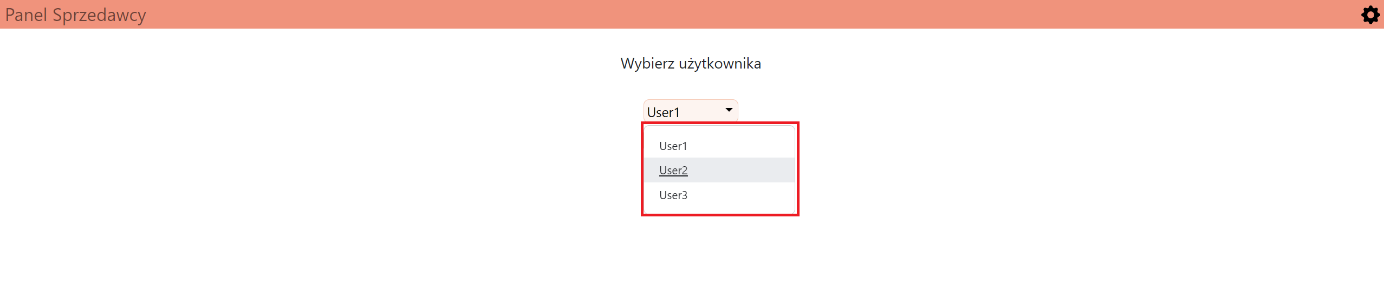 Panel Sprzedawcy
Wybierz użytkownika
User1
User1
User2
User3